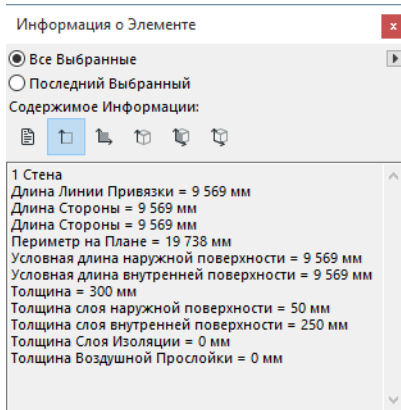 Информация о Элементе
x
Все Выбранные
Последний Выбранный
Содержимое Информации:
1 Стена
Длина Линии Привязки = 9 569 мм
Длина Стороны = 9 569 мм
Длина Стороны = 9 569 мм
Периметр на Плане = 19 738 мм
Условная длина наружной поверхности = 9 569 мм
Условная длина внутренней поверхности = 9 569 мм
Толщина = 300 мм
Толщина слоя наружной поверхности = 50 мм
Толщина слоя внутренней поверхности = 250 мм
Толщина Слоя Изоляции = 0 мм
Толщина Воздушной Прослойки = 0 мм